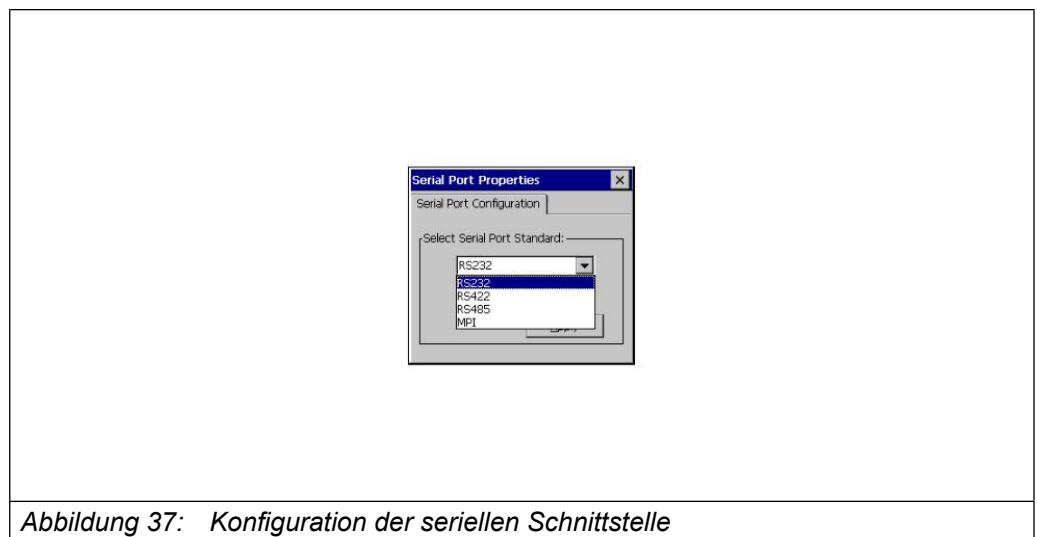 Serial Port Properties
Serial Port Configuration
Select Serial Port Standard:
RS232
RS232
RS422
RS485
MPI
Abbildung 37: Konfiguration der seriellen Schnittstelle